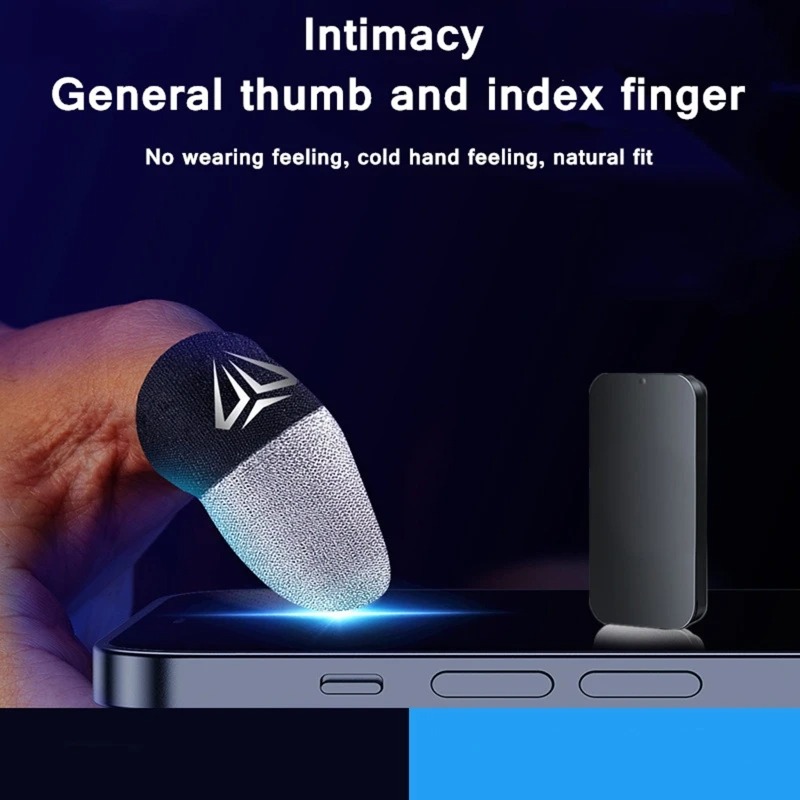 Intimacy
General thumb and index finger
No wearing feeling, cold hand feeling, natural fit